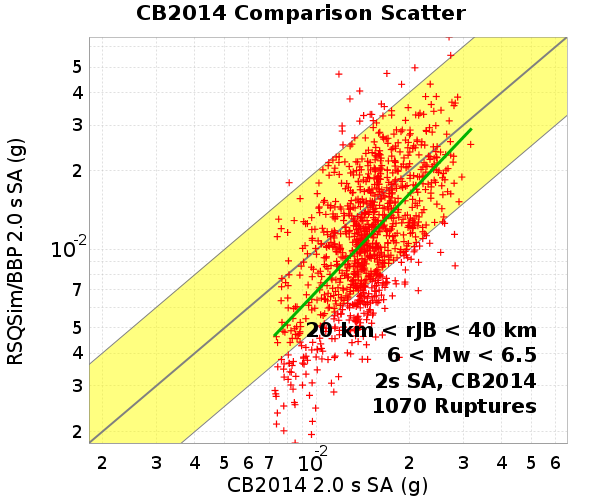 CB2014 Comparison Scatter
RSQSim/BBP 2.0 s SA (g)
5
4
3
2
10-2
7
5
4
3
2
20 km < rJB < 40 km
6 < Mw < 6.5
2s SA, CB2014
1070 Ruptures
2 3 4 5 6 7 10-2 2 3 4 5 6
CB2014 2.0 s SA (g)